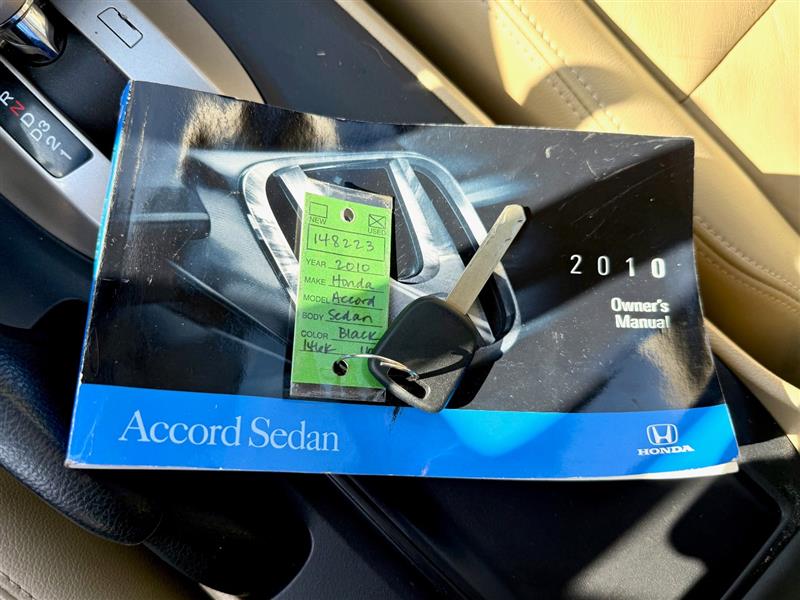 R
N
D
D3
2
1
NEW
USED
148223
YEAR 2010
MAKE Honda
MODEL Accord
BODY Sedan
COLOR Black
146K
2010
Owner's
Manual
Accord Sedan
HONDA